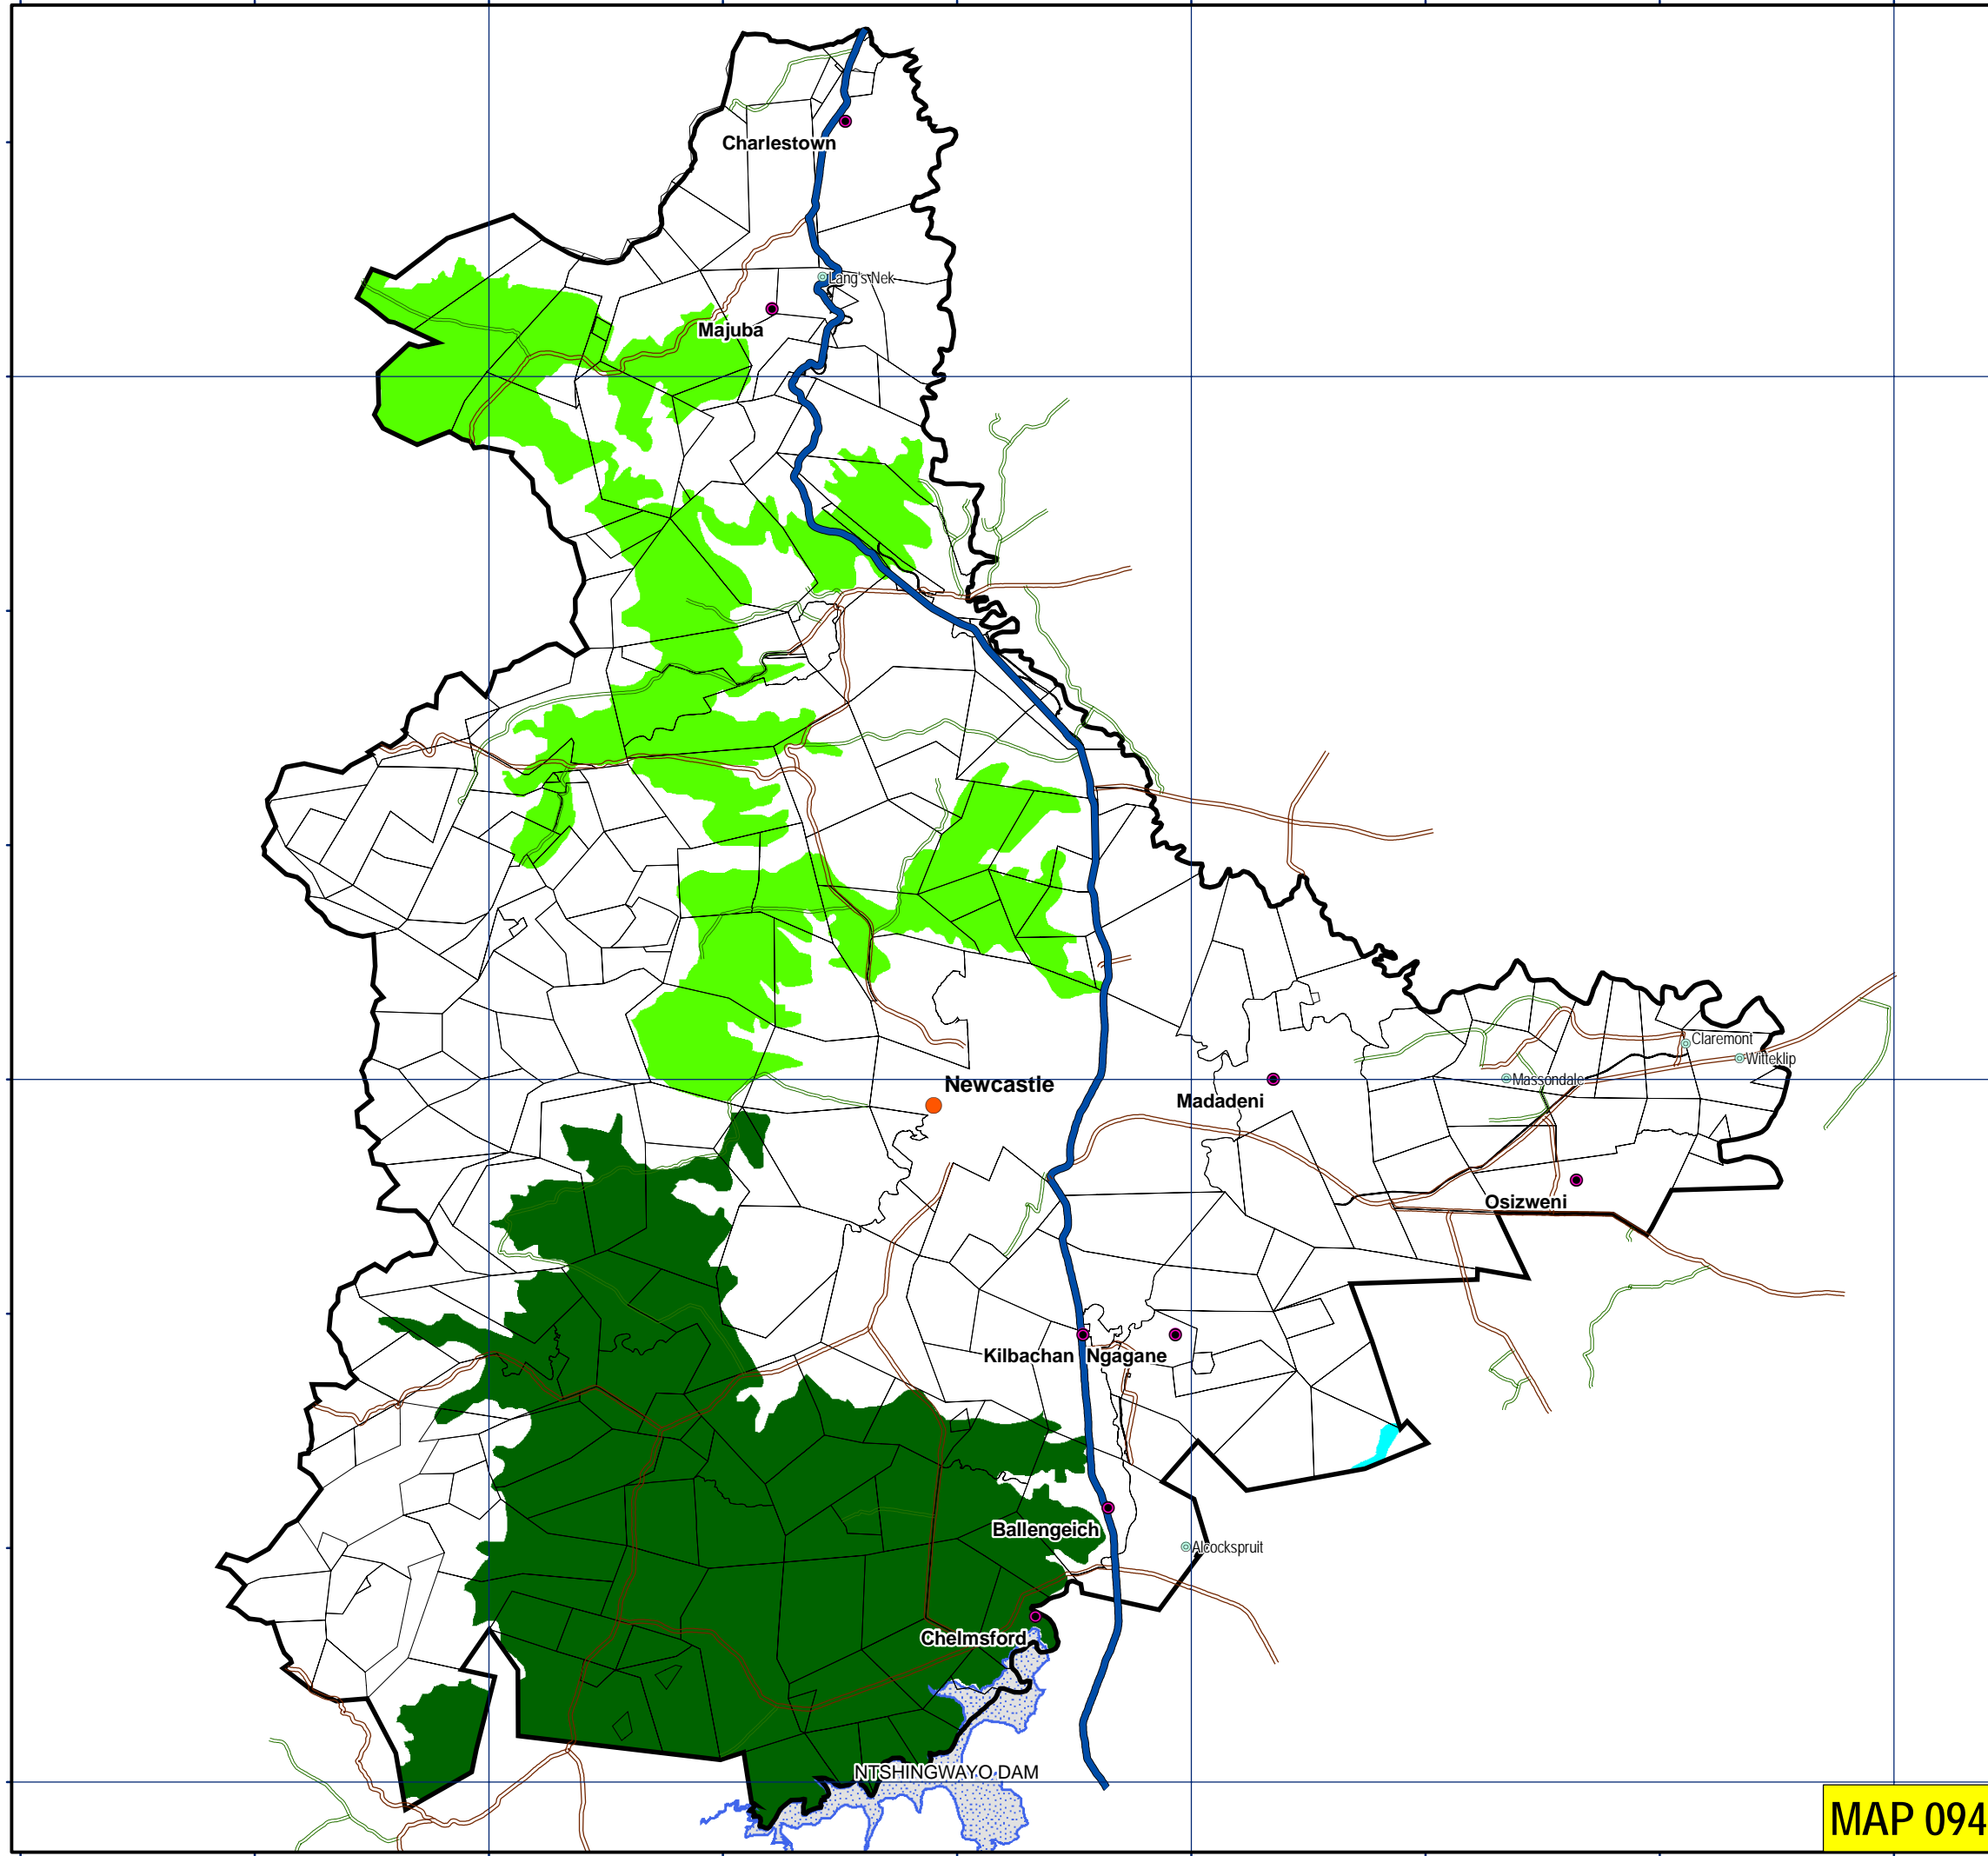 Charlestown
Lang's Nek
Majuba
Claremont
Witteklip
Massondale
Newcastle
Madadeni
Osizweni
Kilbachan Ngagane
Ballengeich
Alcockspruit
Chelmsford
NTSHINGWAYO DAM
MAP 094